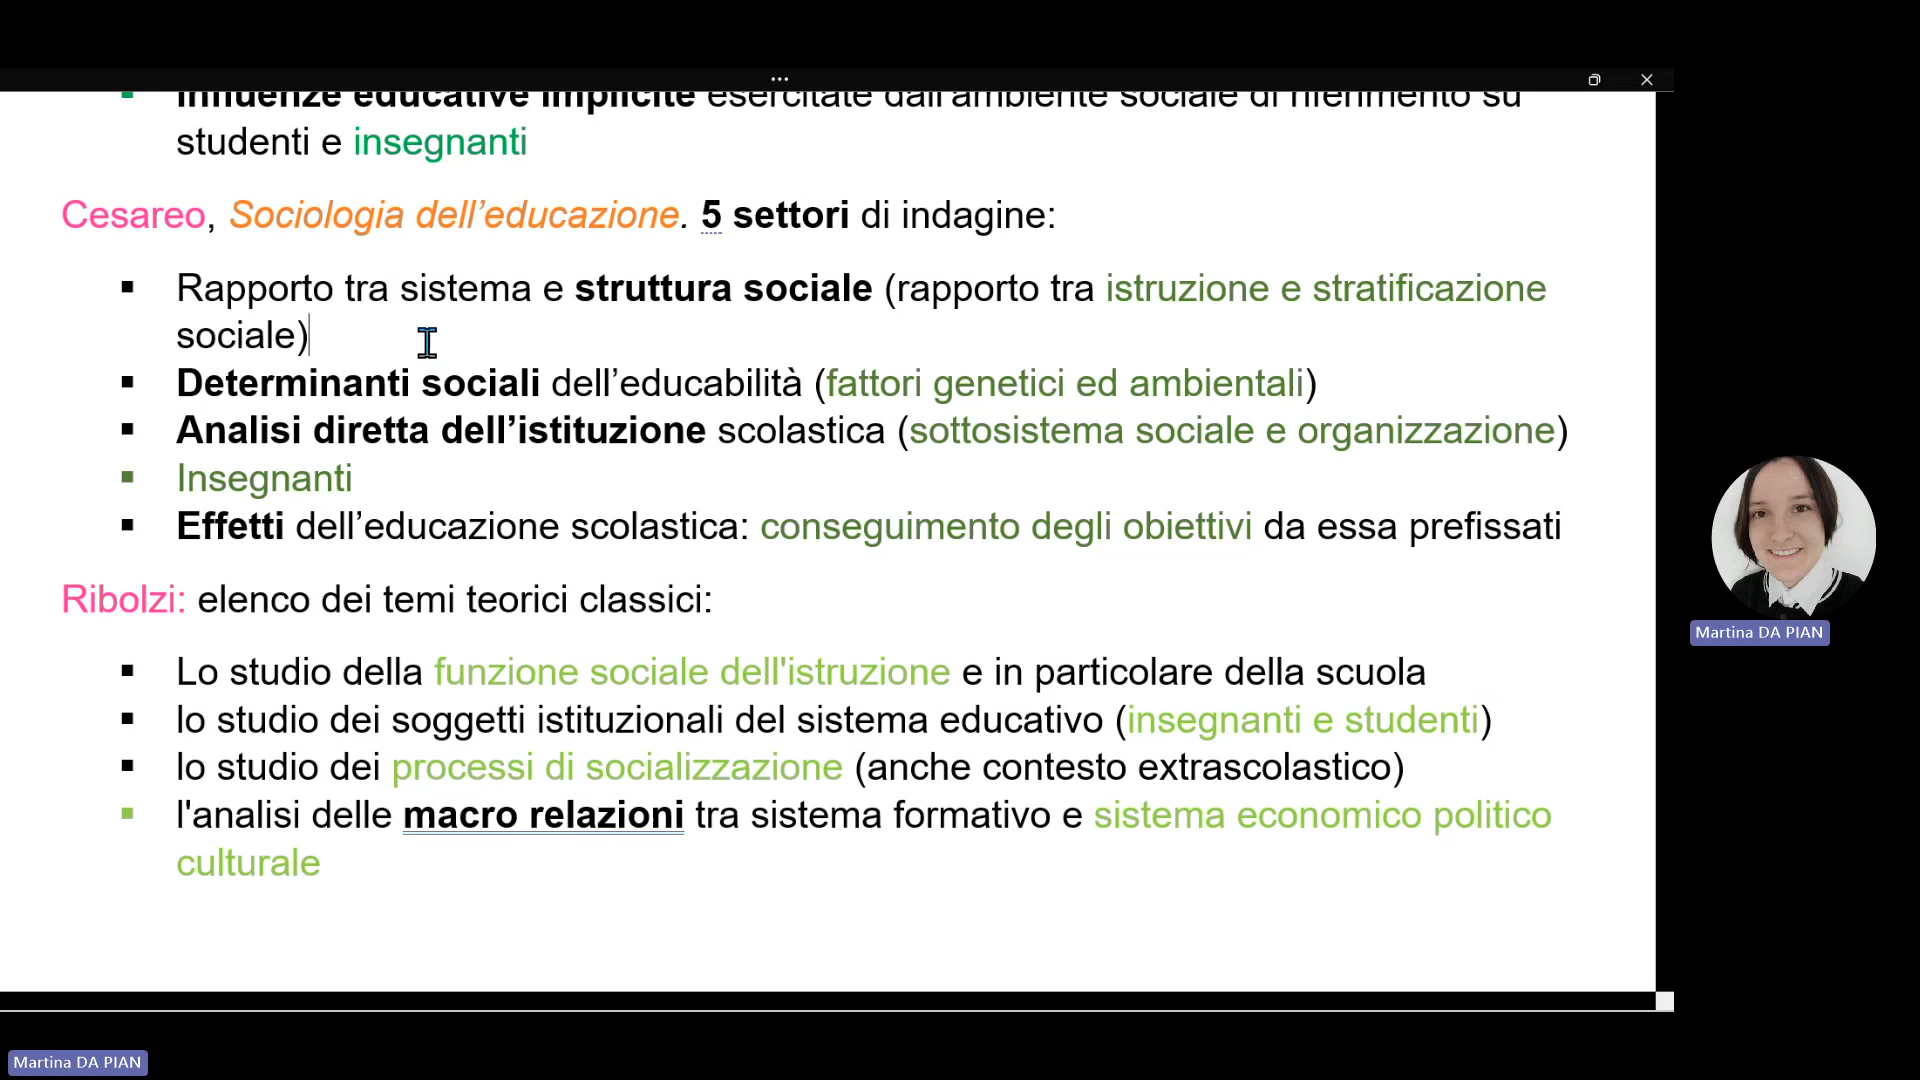 Influenze educative implicite esercitate dall'ambiente sociale di riferimento su
studenti e insegnanti
Cesareo, Sociologia dell’educazione. 5 settori di indagine:
▪ Rapporto tra sistema e struttura sociale (rapporto tra istruzione e stratificazione
sociale)
▪ Determinanti sociali dell’educabilità (fattori genetici ed ambientali)
▪ Analisi diretta dell’istituzione scolastica (sottosistema sociale e organizzazione)
▪ Insegnanti
▪ Effetti dell’educazione scolastica: conseguimento degli obiettivi da essa prefissati
Ribolzi: elenco dei temi teorici classici:
▪ Lo studio della funzione sociale dell'istruzione e in particolare della scuola
▪ lo studio dei soggetti istituzionali del sistema educativo (insegnanti e studenti)
▪ lo studio dei processi di socializzazione (anche contesto extrascolastico)
▪ l'analisi delle macro relazioni tra sistema formativo e sistema economico politico
culturale
Martina DA PIAN
Martina DA PIAN